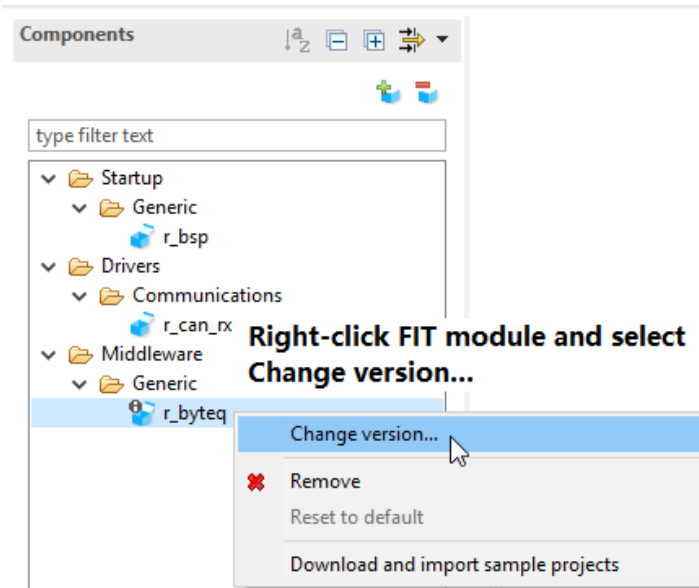 Components
type filter text
Startup
Generic
r_bsp
Drivers
Communications
r_can_rx
Right-click FIT module and select
Change version...
Middleware
Generic
r_byteq
Change version...
Remove
Reset to default
Download and import sample projects